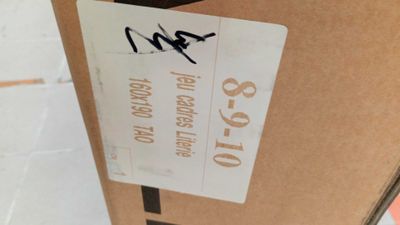 8-9-10
jeu cadres Literie
160x190 TAO